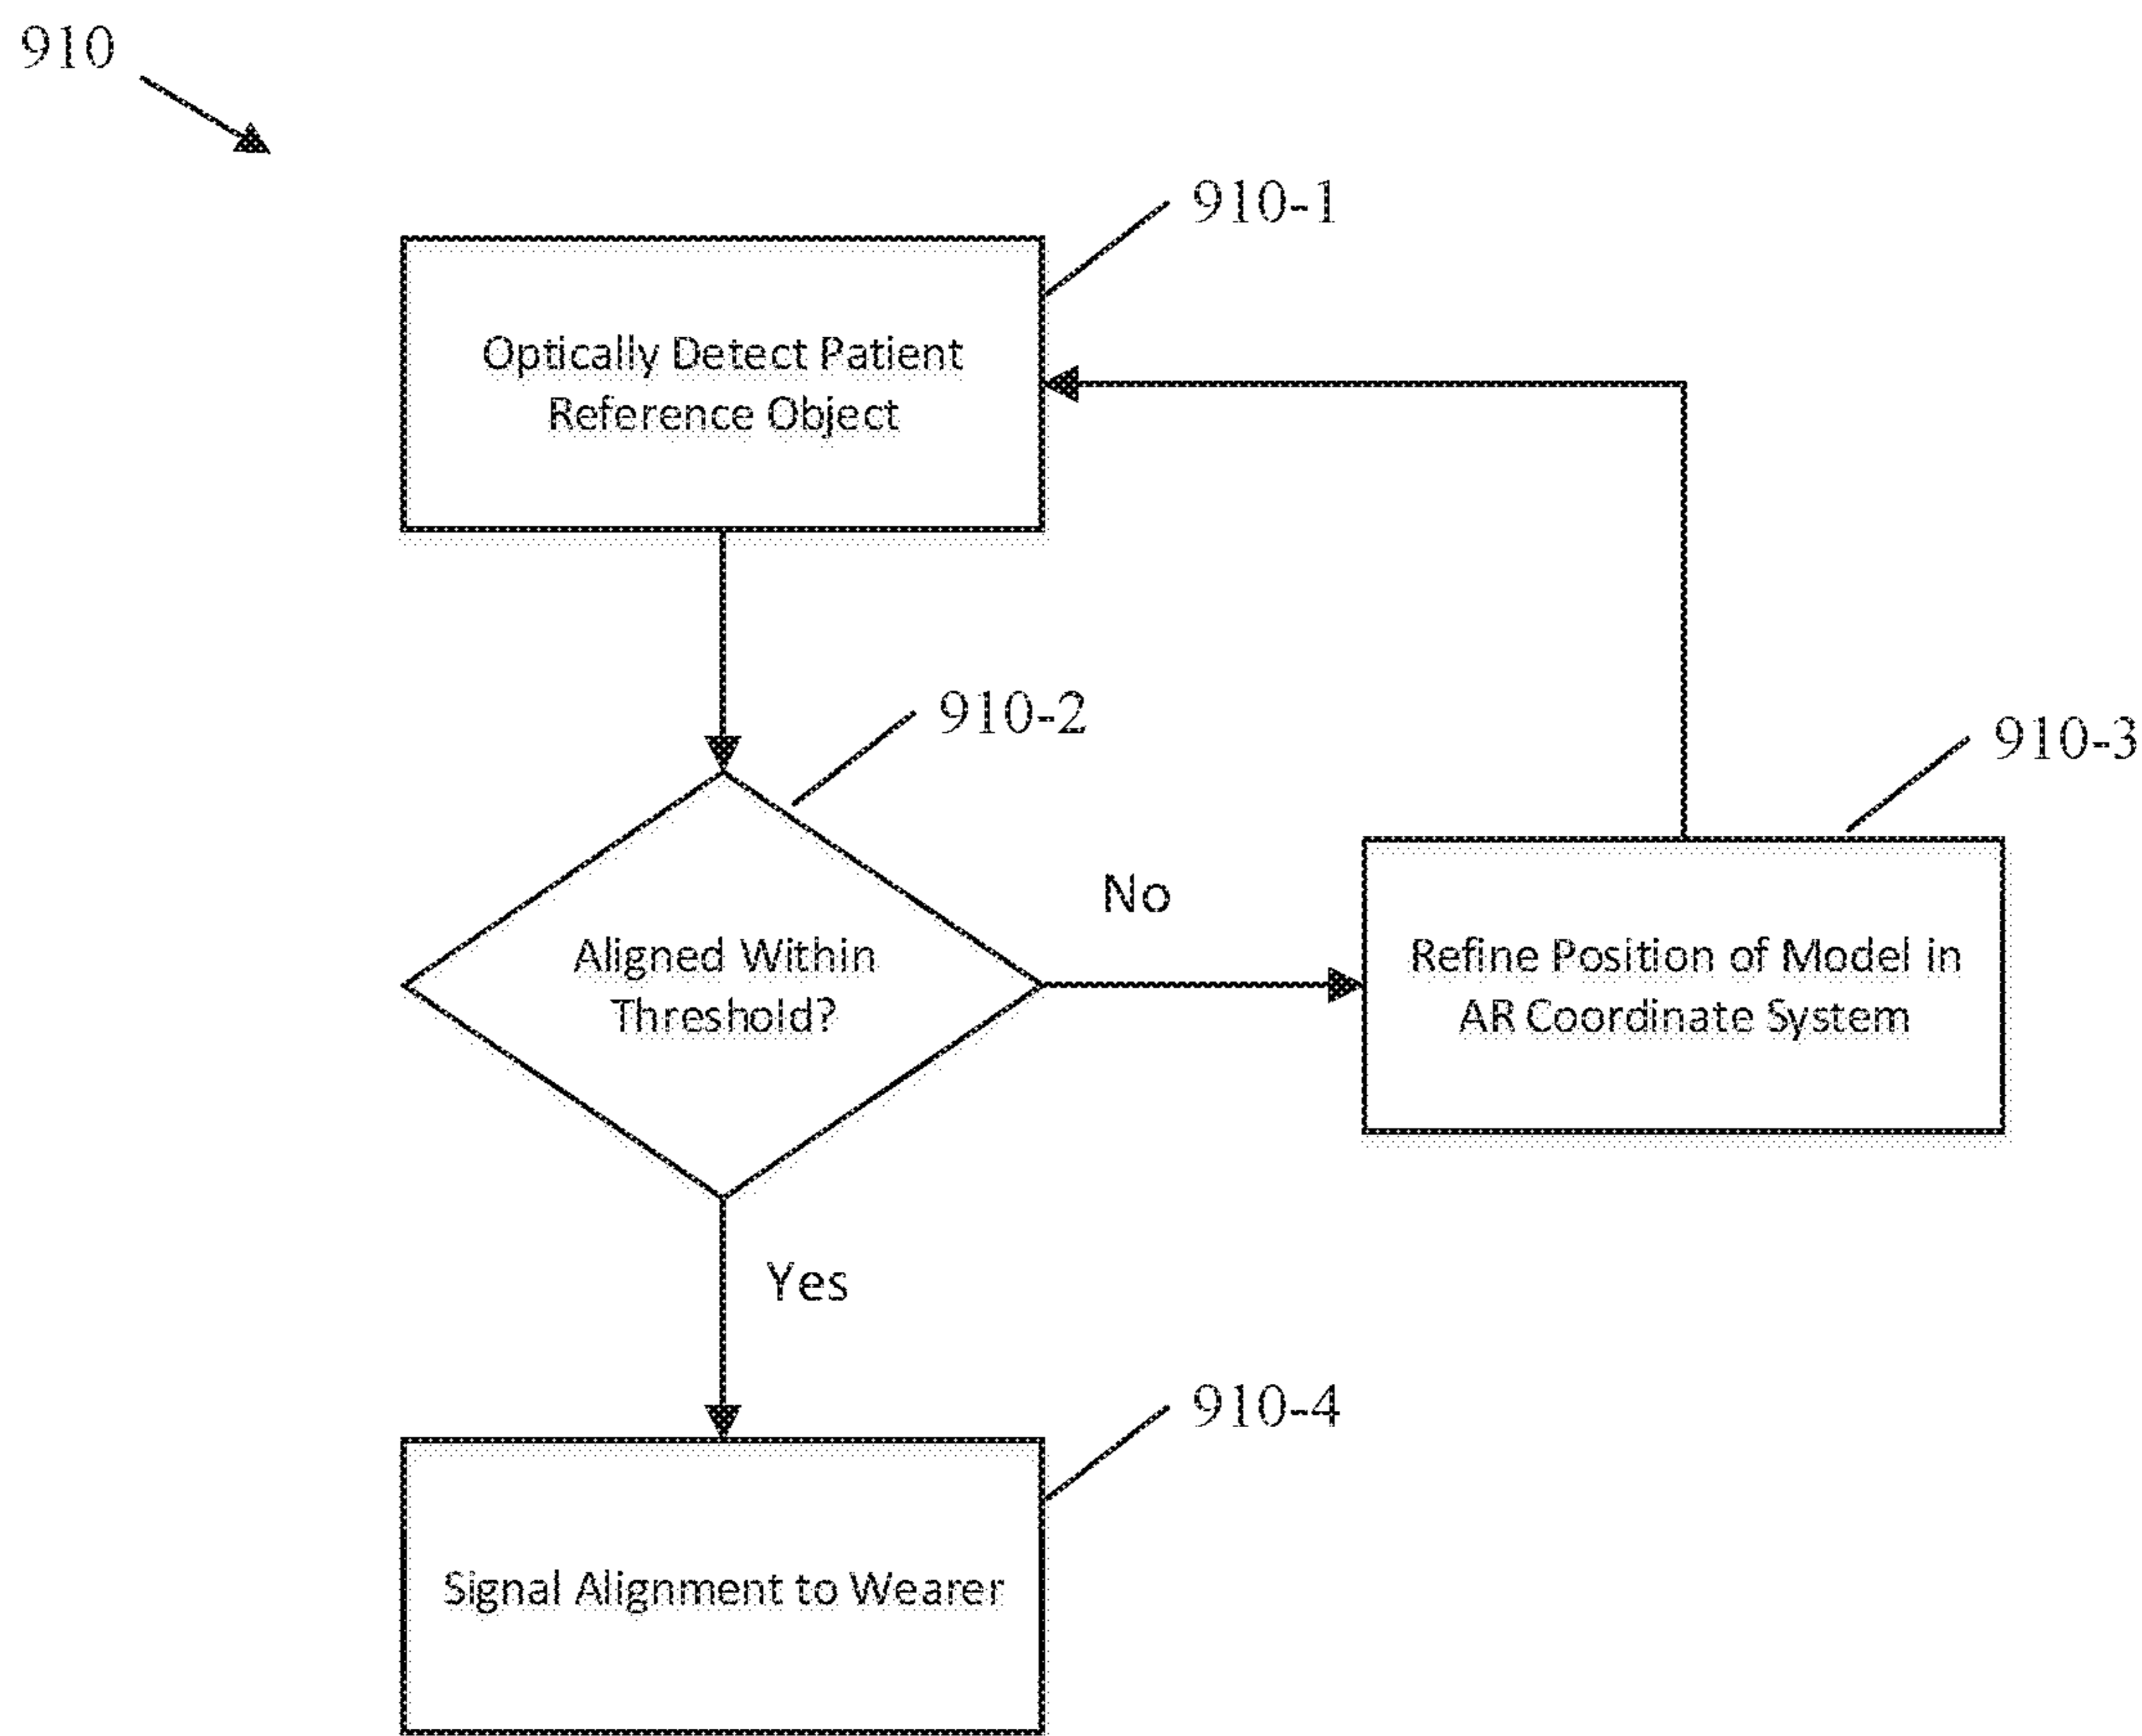 910
910-1
Optically Detect Patient
Reference Object
910-2
910-3
No
Aligned Within
Threshold?
Refine Position of Model in
AR Coordinate System
Yes
910-4
Signal Alignment to Wearer